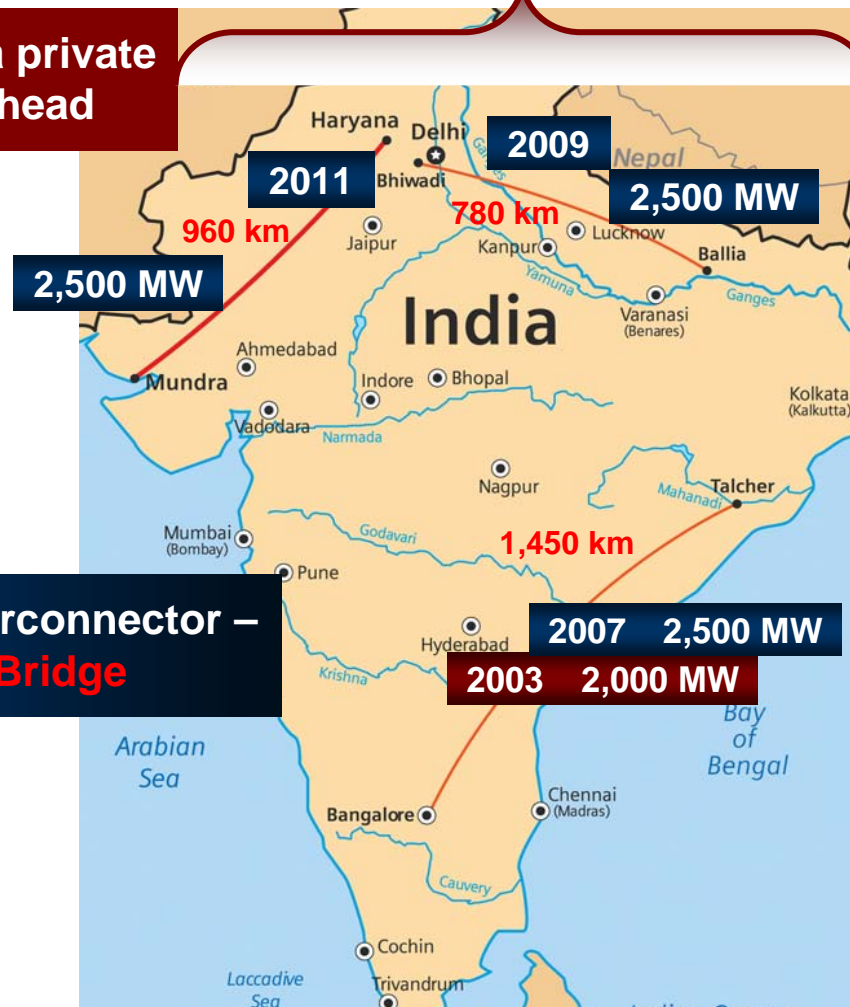 private
head
Haryana
Delhi
Ganges
2009
Nepal
2011
Bhiwadi
2,500 MW
960 km
780 km
Jaipur
Kanpur
Lucknow
Ballia
2,500 MW
Yamuna
Varanasi
(Benares)
Ganges
India
Ahmedabad
Mundra
Indore
Bhopal
Kolkata
(Kalkutta)
Vadodara
Narmada
Nagpur
Mahanadi
Talcher
Mumbai
(Bombay)
Godavari
1,450 km
Pune
rconnector –
Bridge
Hyderabad
2007 2,500 MW
Krishna
2003 2,000 MW
Bay
of
Bengal
Arabian
Sea
Bangalore
Chennai
(Madras)
Cauvery
Cochin
Laccadive
Sea
Trivandrum